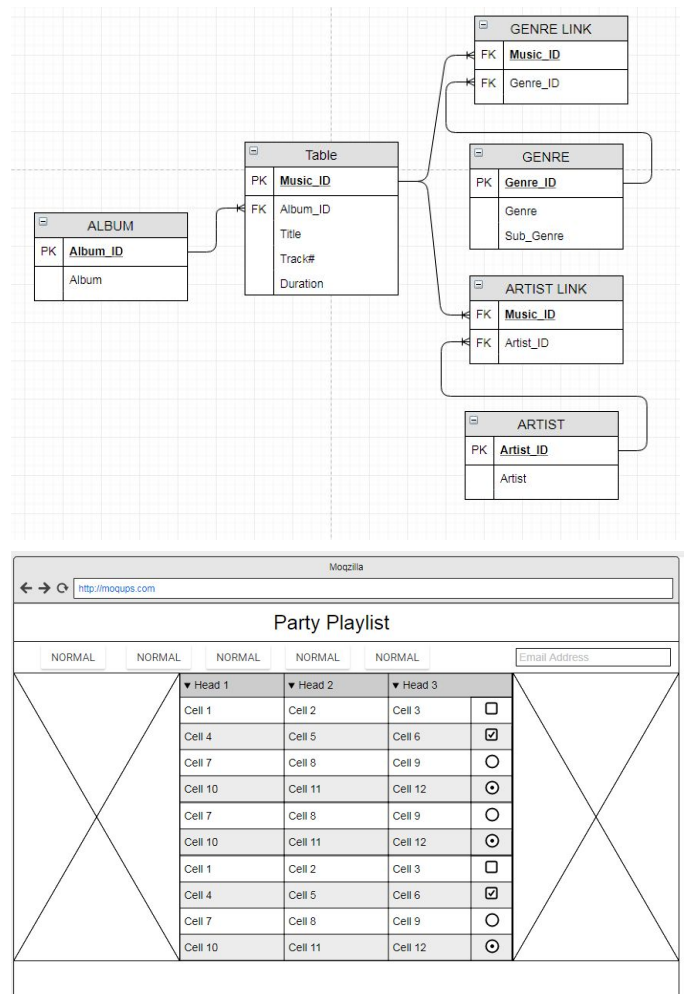 GENRE LINK
FK Music_ID
FK Genre_ID
Table
PK Music_ID
FK Album_ID
Title
Track#
Duration
GENRE
PK Genre_ID
Genre
Sub_Genre
ALBUM
PK Album_ID
Album
ARTIST LINK
FK Music_ID
FK Artist_ID
ARTIST
PK Artist_ID
Artist
Moqzilla
http://moqups.com
Party Playlist
NORMAL NORMAL NORMAL NORMAL NORMAL Email Address
Head 1 Head 2 Head 3
Cell 1 Cell 2 Cell 3
Cell 4 Cell 5 Cell 6
Cell 7 Cell 8 Cell 9
Cell 10 Cell 11 Cell 12
Cell 7 Cell 8 Cell 9
Cell 10 Cell 11 Cell 12
Cell 1 Cell 2 Cell 3
Cell 4 Cell 5 Cell 6
Cell 7 Cell 8 Cell 9
Cell 10 Cell 11 Cell 12